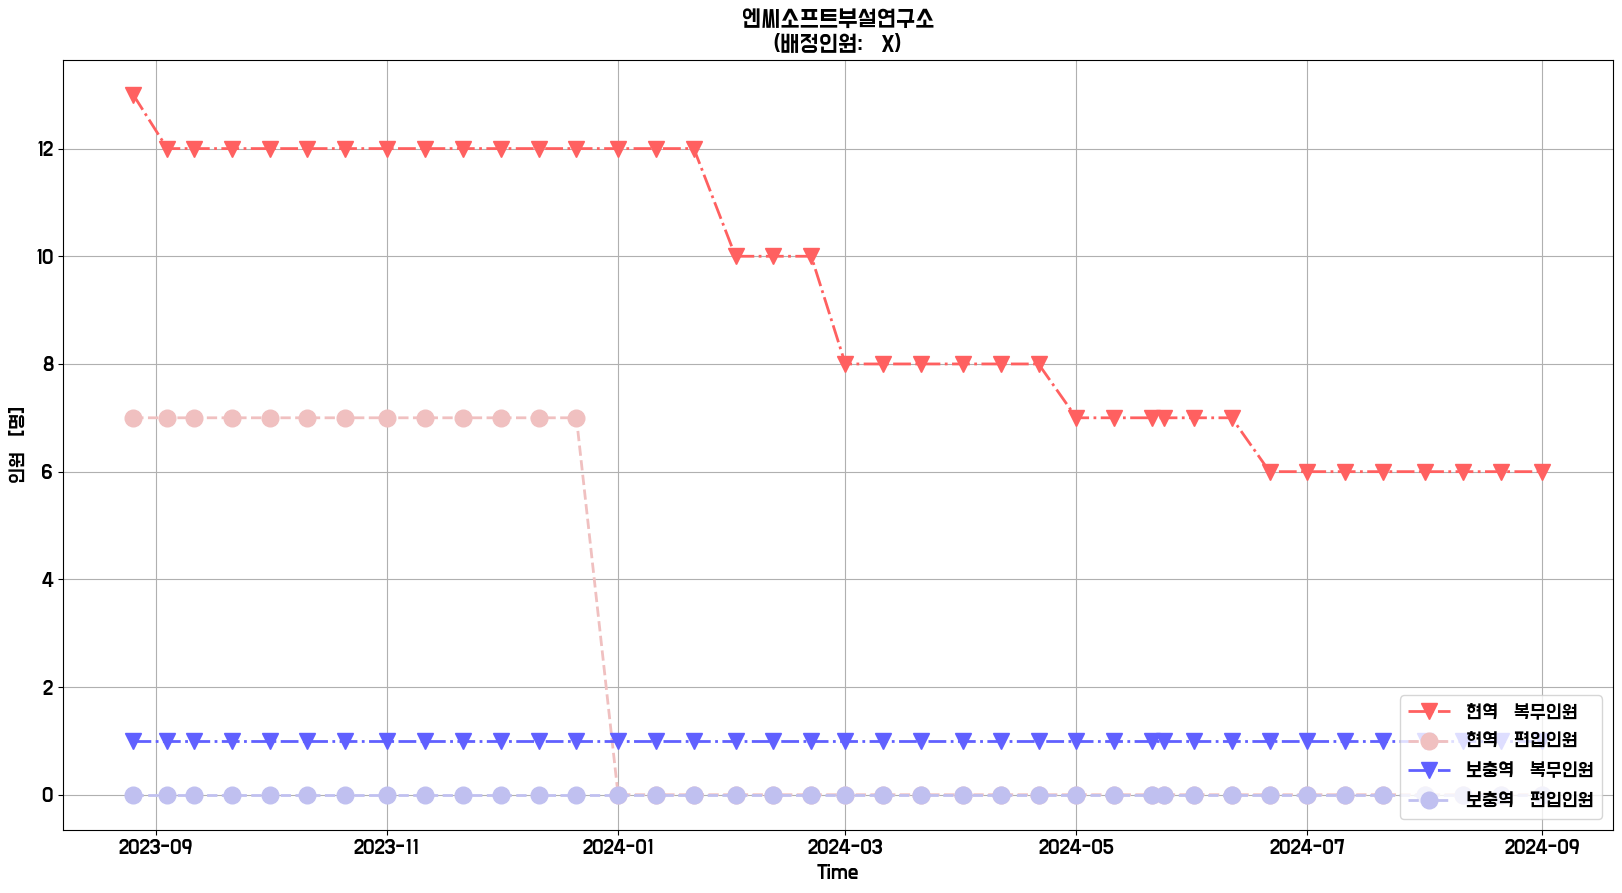 엔씨소프트부설연구소
(배정인원: X)
12
10
8
6
4
2
0
인원 [명]
2023-09
2023-11
2024-01
2024-03
2024-05
2024-07
2024-09
Time
현역 복무인원
현역 편입인원
보충역 복무인원
보충역 편입인원